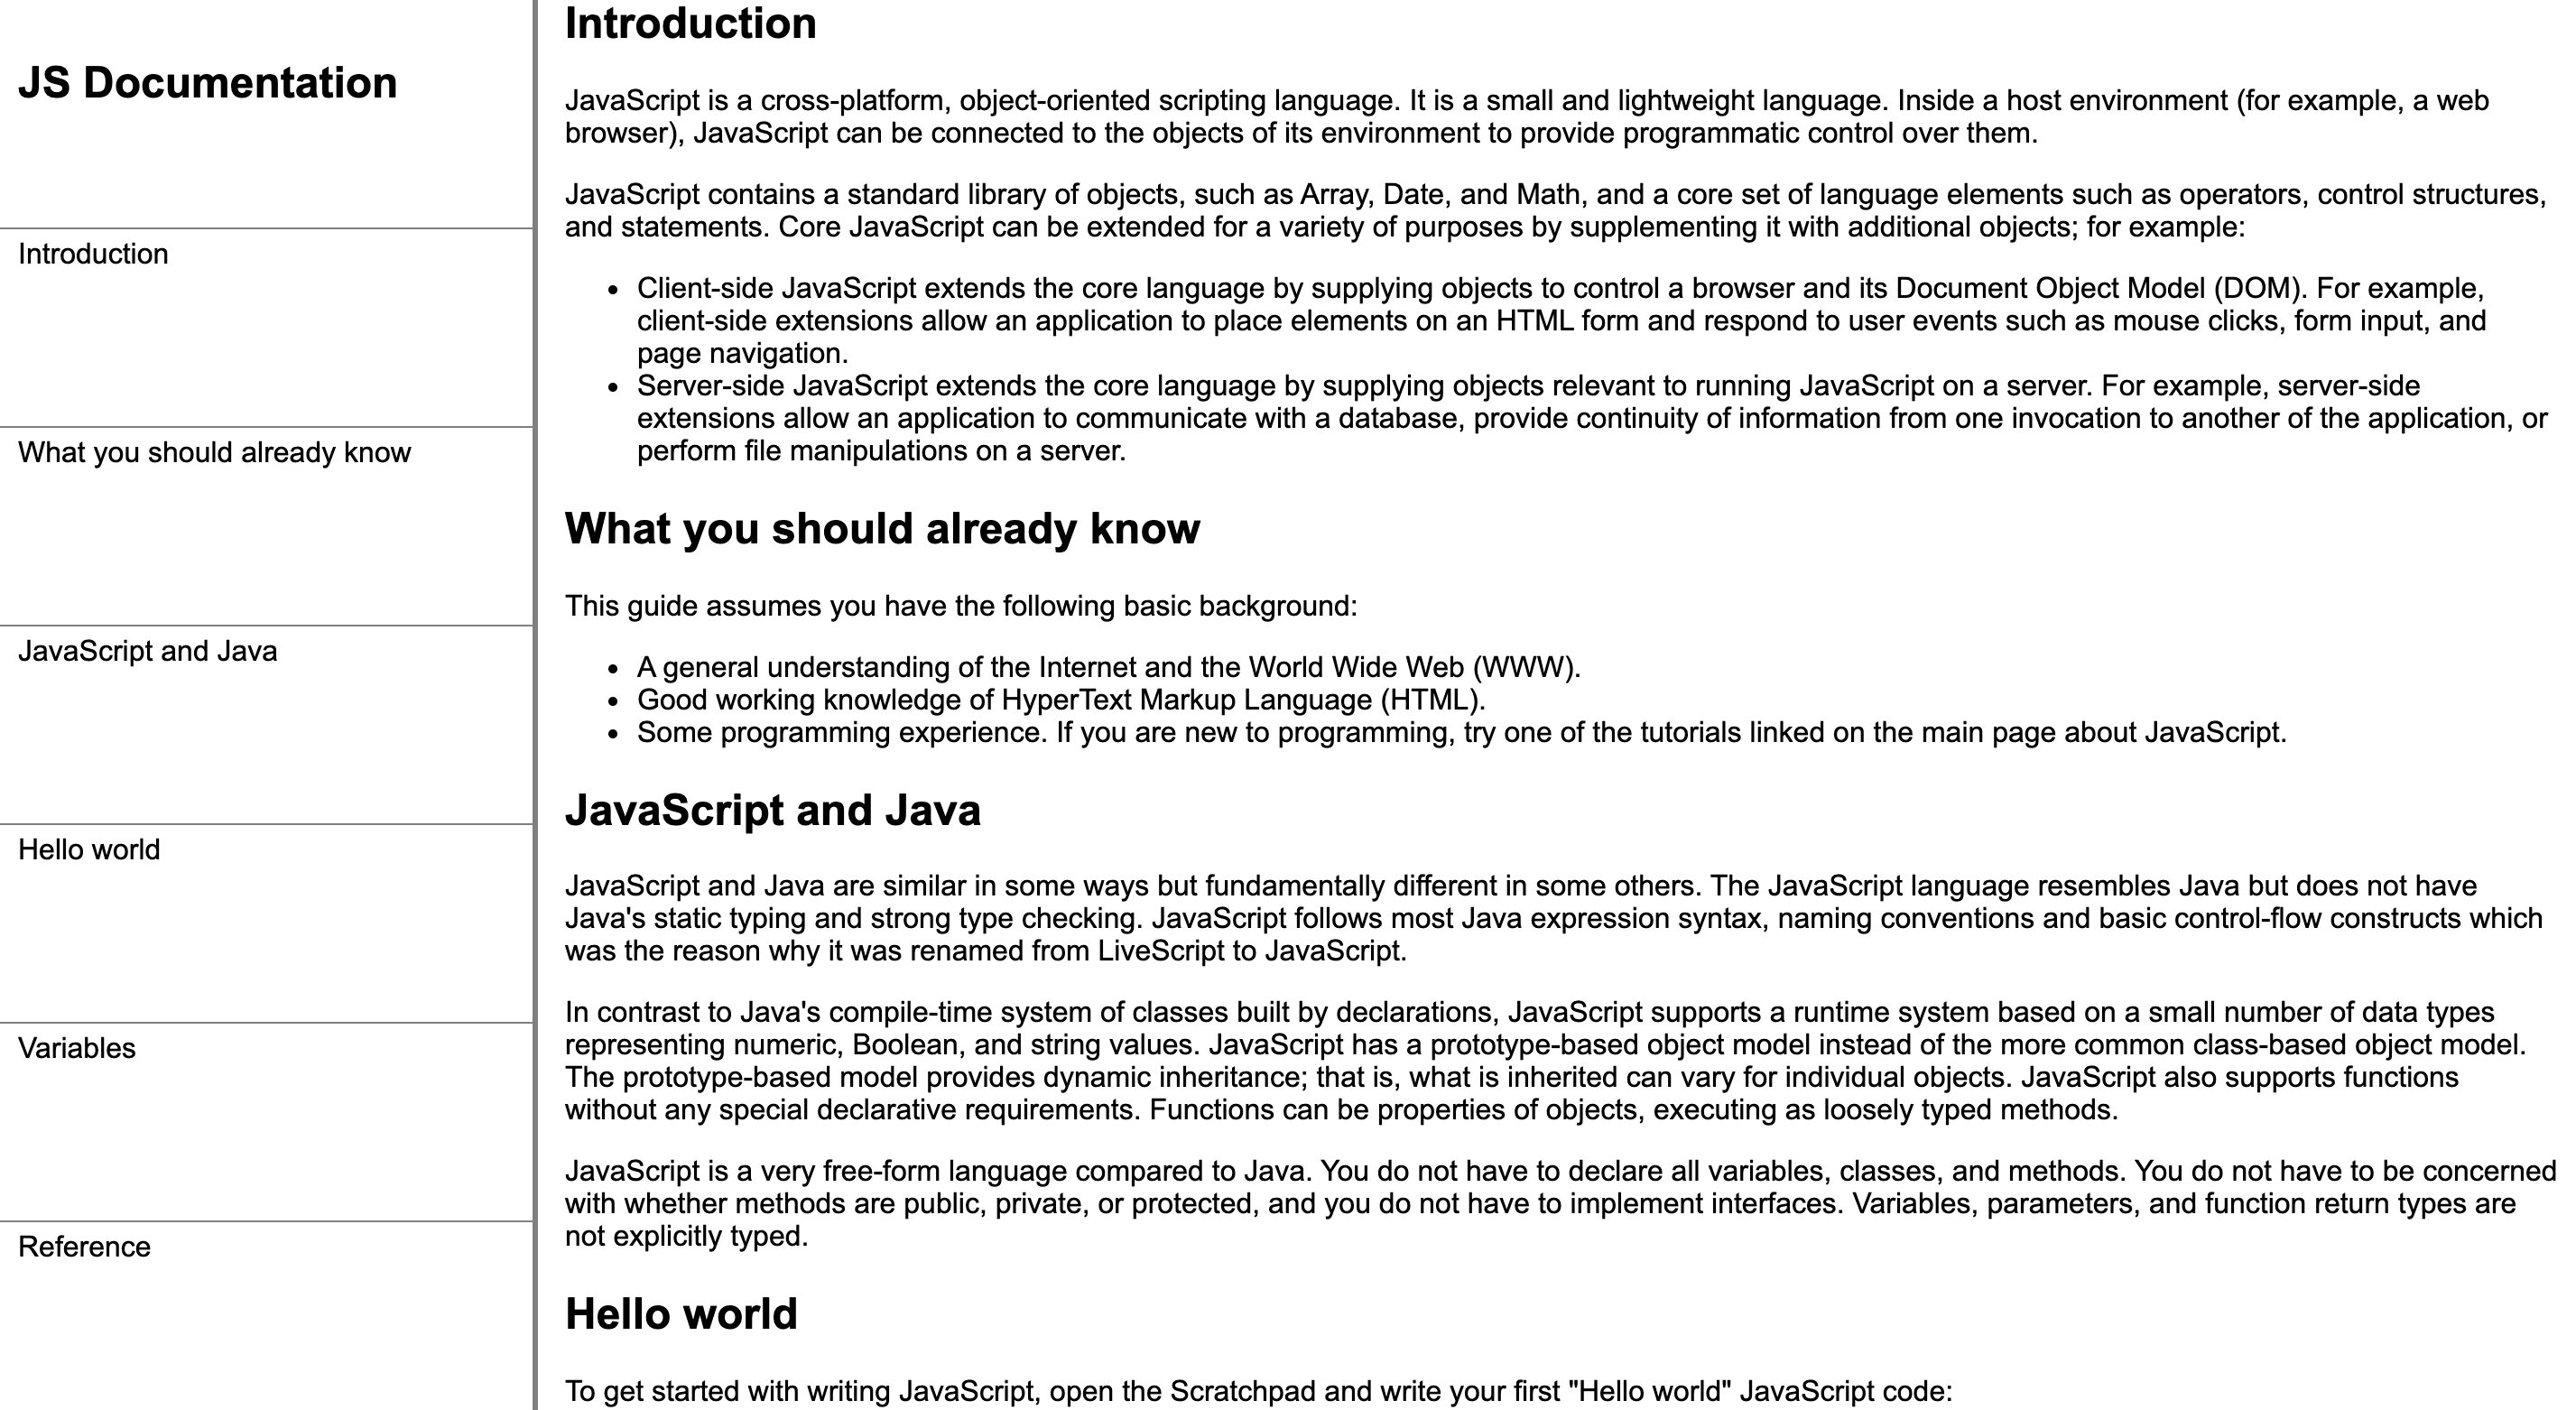 JS Documentation
Introduction
What you should already know
JavaScript and Java
Hello world
Variables
Reference
Introduction
JavaScript is a cross-platform, object-oriented scripting language. It is a small and lightweight language. Inside a host environment (for example, a web
browser), JavaScript can be connected to the objects of its environment to provide programmatic control over them.
JavaScript contains a standard library of objects, such as Array, Date, and Math, and a core set of language elements such as operators, control structures,
and statements. Core JavaScript can be extended for a variety of purposes by supplementing it with additional objects; for example:
• Client-side JavaScript extends the core language by supplying objects to control a browser and its Document Object Model (DOM). For example,
client-side extensions allow an application to place elements on an HTML form and respond to user events such as mouse clicks, form input, and
page navigation.
• Server-side JavaScript extends the core language by supplying objects relevant to running JavaScript on a server. For example, server-side
extensions allow an application to communicate with a database, provide continuity of information from one invocation to another of the application, or
perform file manipulations on a server.
What you should already know
This guide assumes you have the following basic background:
• A general understanding of the Internet and the World Wide Web (WWW).
• Good working knowledge of HyperText Markup Language (HTML).
• Some programming experience. If you are new to programming, try one of the tutorials linked on the main page about JavaScript.
JavaScript and Java
JavaScript and Java are similar in some ways but fundamentally different in some others. The JavaScript language resembles Java but does not have
Java's static typing and strong type checking. JavaScript follows most Java expression syntax, naming conventions and basic control-flow constructs which
was the reason why it was renamed from LiveScript to JavaScript.
In contrast to Java's compile-time system of classes built by declarations, JavaScript supports a runtime system based on a small number of data types
representing numeric, Boolean, and string values. JavaScript has a prototype-based object model instead of the more common class-based object model.
The prototype-based model provides dynamic inheritance; that is, what is inherited can vary for individual objects. JavaScript also supports functions
without any special declarative requirements. Functions can be properties of objects, executing as loosely typed methods.
JavaScript is a very free-form language compared to Java. You do not have to declare all variables, classes, and methods. You do not have to be concerned
with whether methods are public, private, or protected, and you do not have to implement interfaces. Variables, parameters, and function return types are
not explicitly typed.
Hello world
To get started with writing JavaScript, open the Scratchpad and write your first "Hello world" JavaScript code: